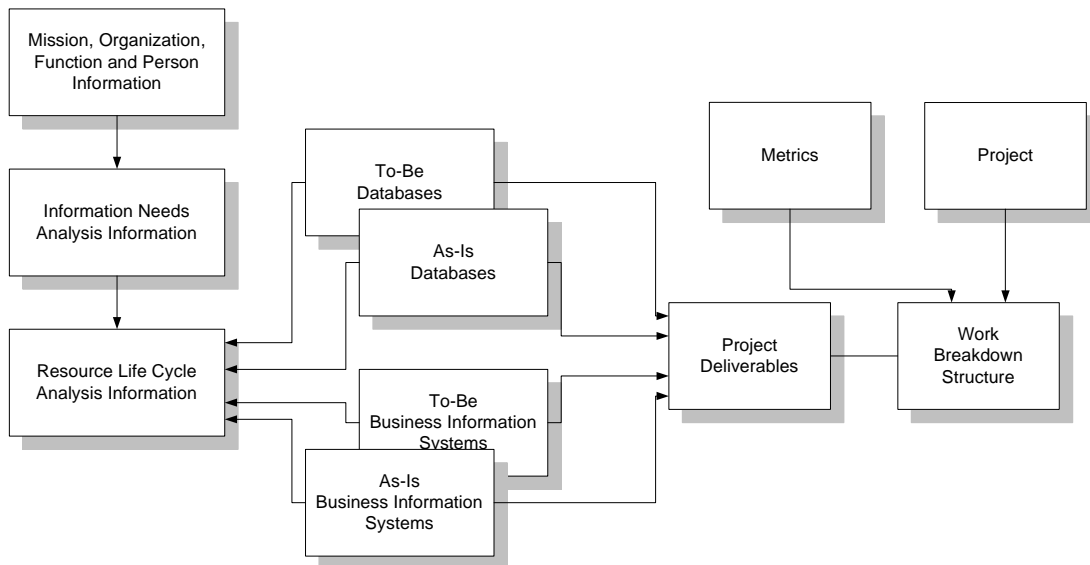 Mission, Organization,
Function and Person
Information
Information Needs
Analysis Information
Resource Life Cycle
Analysis Information
To-Be
Databases
As-Is
Databases
To-Be
Business Information
Systems
As-Is
Business Information
Systems
Metrics
Project
Project
Deliverables
Work
Breakdown
Structure